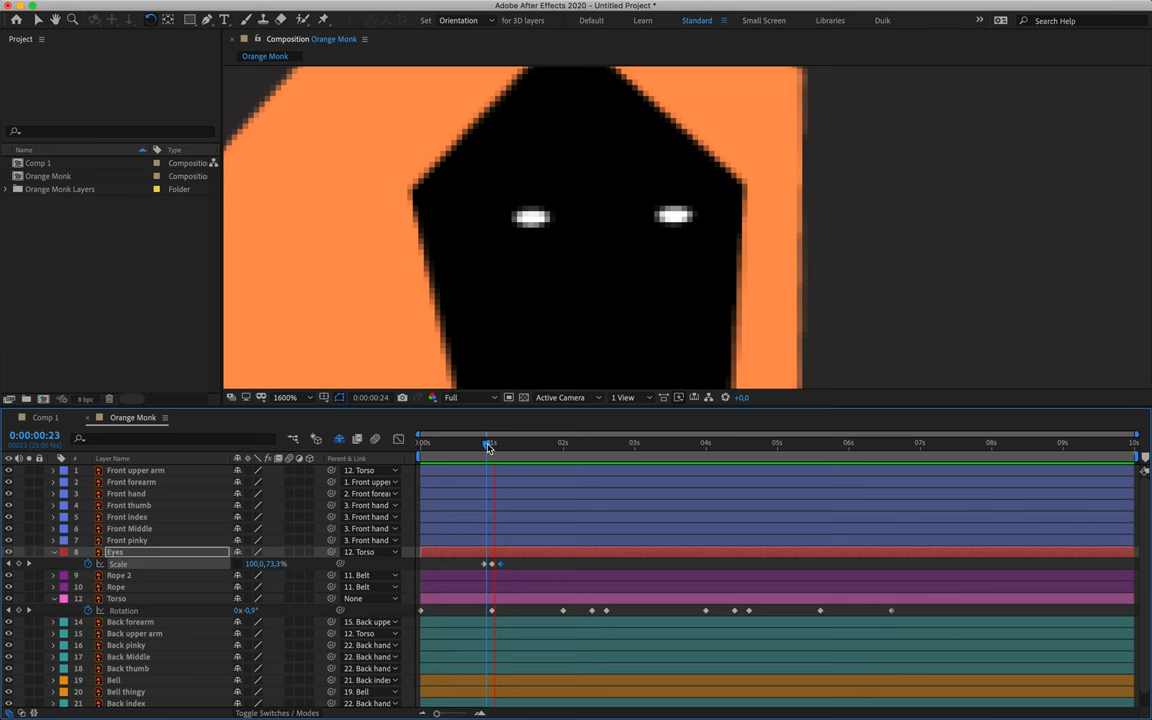 Adobe After Effects 2020 - Untitled Project *
Set Orientation for 3D layers Default Learn Standard Small Screen Libraries Duik Search Help
Project
Composition Orange Monk
Orange Monk
Name Type
Comp 1 Compositio
Orange Monk Compositio
Orange Monk Layers Folder
8 bpc
1600% 0:00:00:24 Full Active Camera 1 View +0,0
Comp 1 Orange Monk
0:00:00:23
00023 (25.00 fps)
:00s 01s 02s 03s 04s 05s 06s 07s 08s 09s 10s
# Layer Name Parent & Link
1 Front upper arm 12. Torso
2 Front forearm 1. Front upper
3 Front hand 2. Front forear
4 Front thumb 3. Front hand
5 Front index 3. Front hand
6 Front Middle 3. Front hand
7 Front pinky 3. Front hand
8 Eyes 12. Torso
Scale 100,0,73,3%
9 Rope 2 11. Belt
10 Rope 11. Belt
12 Torso None
Rotation 0x-0,9°
14 Back forearm 15. Back uppe
15 Back upper arm 12. Torso
16 Back pinky 22. Back hand
17 Back Middle 22. Back hand
18 Back thumb 22. Back hand
19 Bell 21. Back index
20 Bell thingy 19. Bell
21 Back index 22. Back hand
Toggle Switches / Modes